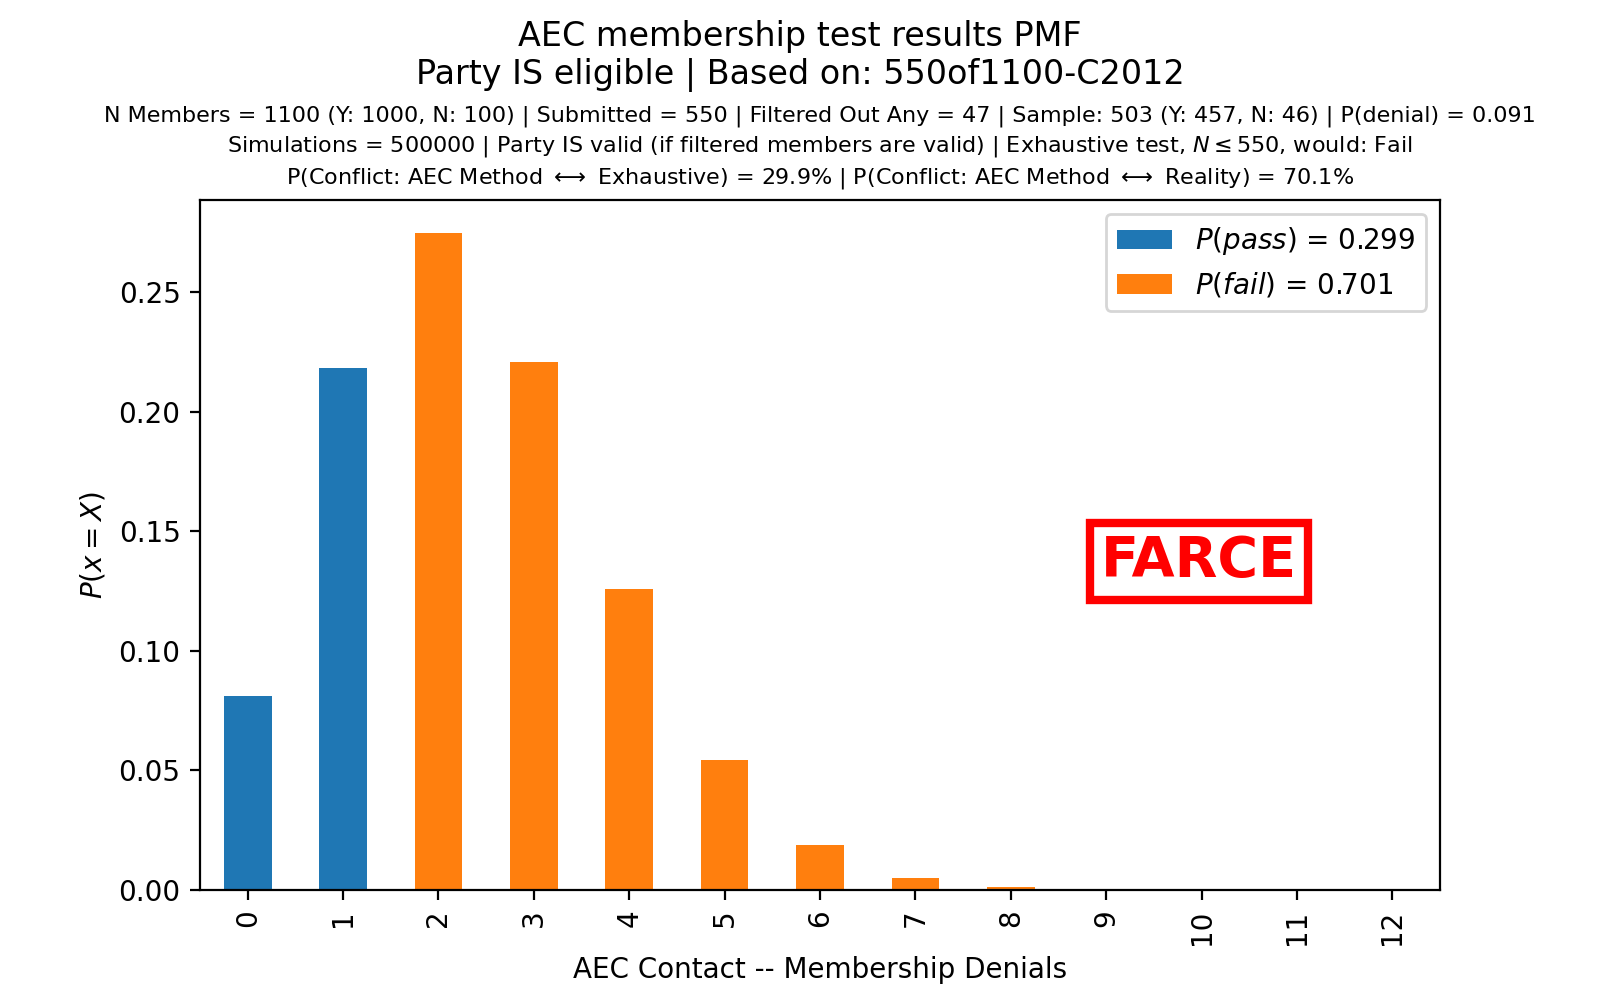 AEC membership test results PMF
Party IS eligible | Based on: 550of1100-C2012
N Members = 1100 (Y: 1000, N: 100) | Submitted = 550 | Filtered Out Any = 47 | Sample: 503 (Y: 457, N: 46) | P(denial) = 0.091
Simulations = 500000 | Party IS valid (if filtered members are valid) | Exhaustive test, N ≤ 550, would: Fail
P(Conflict: AEC Method ⟷ Exhaustive) = 29.9% | P(Conflict: AEC Method ⟷ Reality) = 70.1%
P(pass) = 0.299
P(fail) = 0.701
0.25
0.20
0.15
0.10
0.05
0.00
P(x = X)
FARCE
0 1 2 3 4 5 6 7 8 9 10 11 12
AEC Contact -- Membership Denials